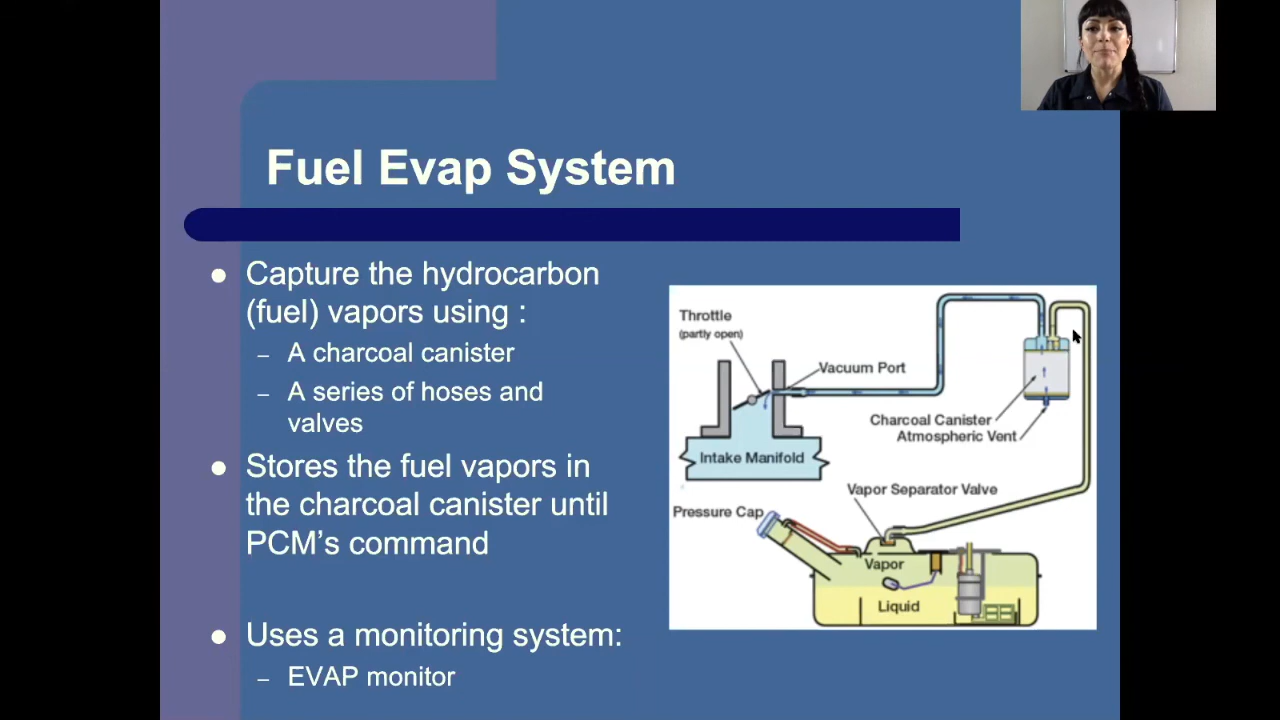 Fuel Evap System
● Capture the hydrocarbon
(fuel) vapors using :
– A charcoal canister
– A series of hoses and
valves
● Stores the fuel vapors in
the charcoal canister until
PCM's command
● Uses a monitoring system:
– EVAP monitor
Throttle
(partly open)
Vacuum Port
Charcoal Canister
Atmospheric Vent
Intake Manifold
Vapor Separator Valve
Pressure Cap
Vapor
Liquid